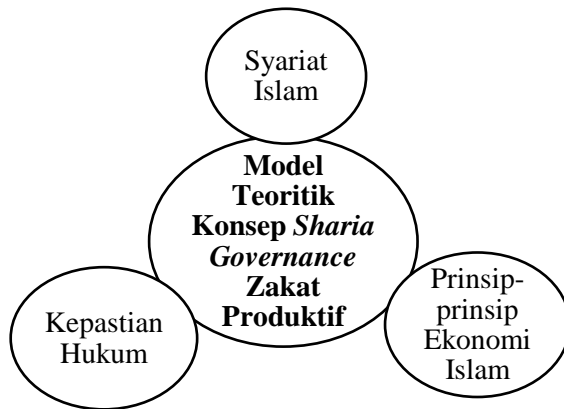 Syariat
Islam
Model
Teoritik
Konsep Sharia
Governance
Zakat
Produktif
Kepastian
Hukum
Prinsip-
prinsip
Ekonomi
Islam